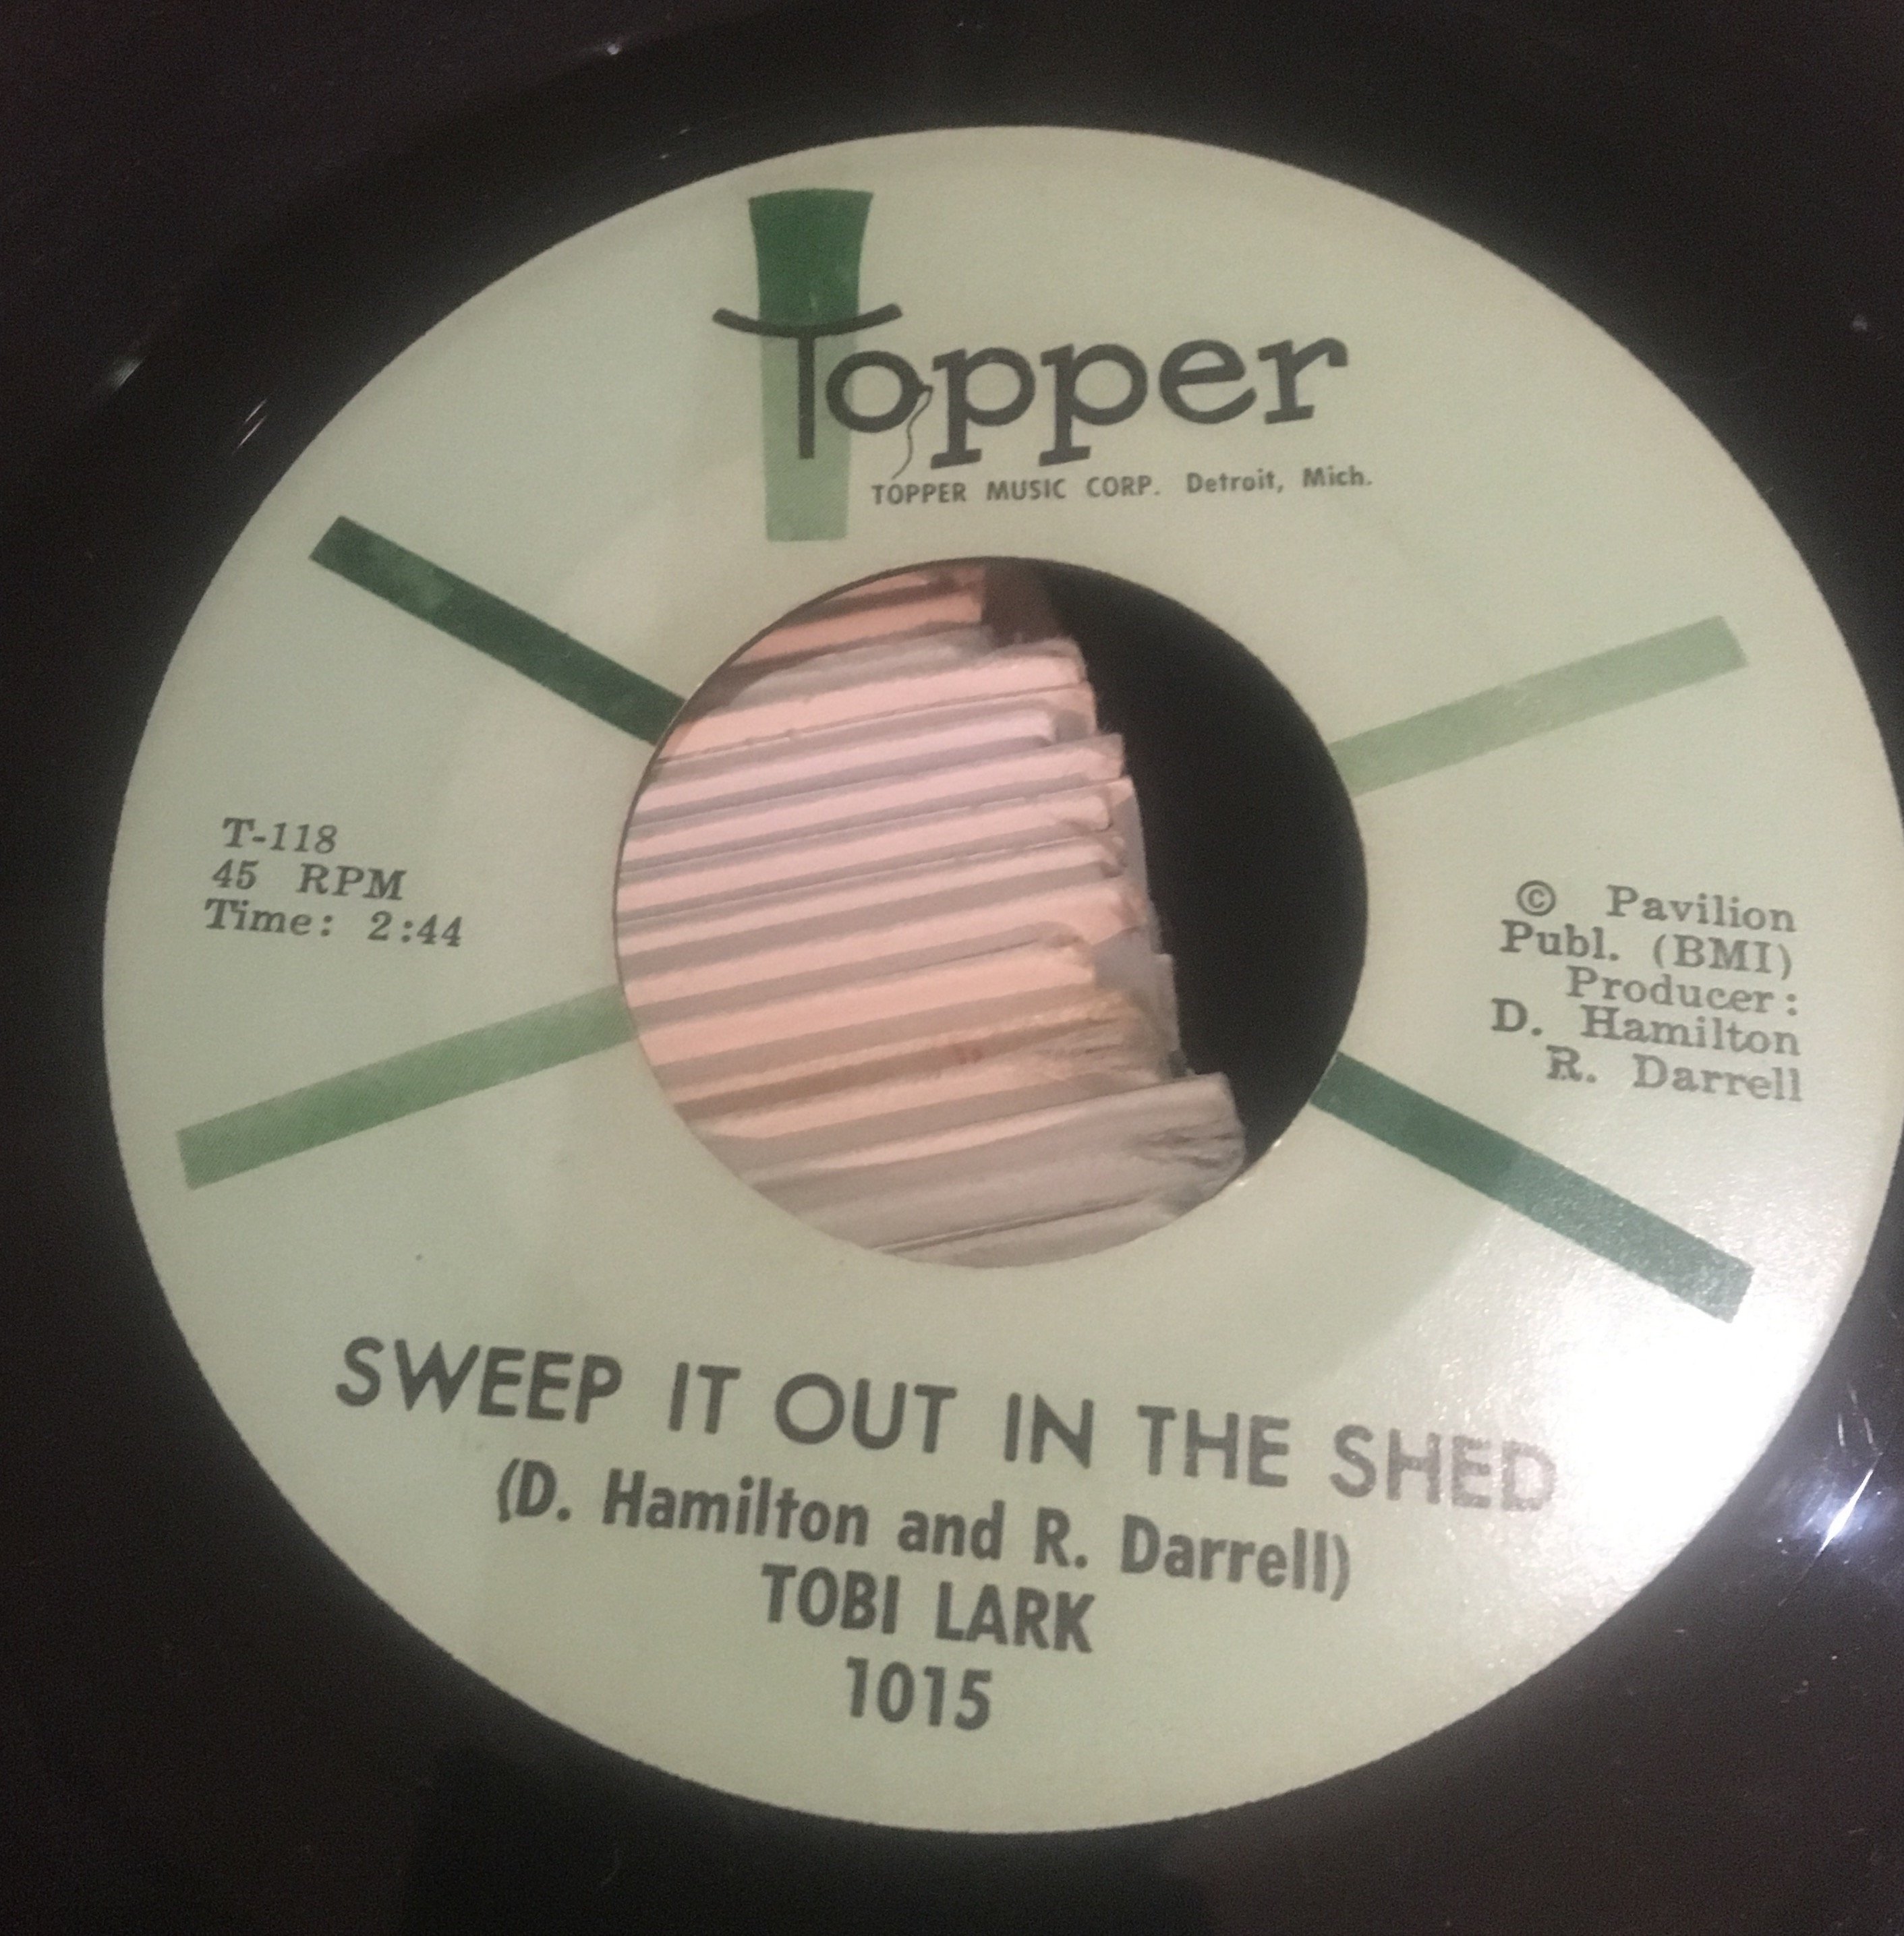 Topper
TOPPER MUSIC CORP. Detroit, Mich.
T-118
45 RPM
Time: 2:44
© Pavilion
Publ. (BMI)
Producer:
D. Hamilton
R. Darrell
SWEEP IT OUT IN THE SHED
(D. Hamilton and R. Darrell)
TOBI LARK
1015